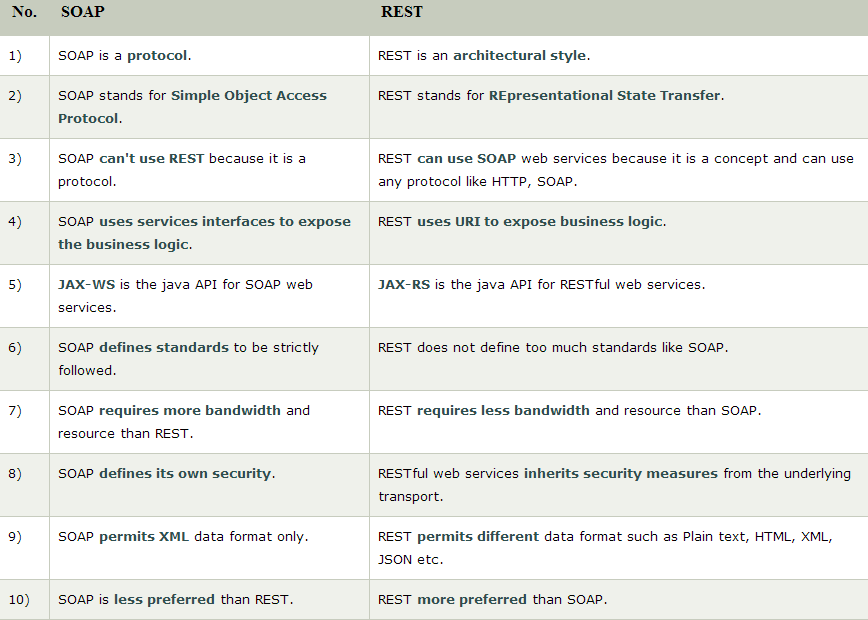 No. SOAP REST
1) SOAP is a protocol. REST is an architectural style.
2) SOAP stands for Simple Object Access REST stands for REpresentational State Transfer.
Protocol.
3) SOAP can't use REST because it is a REST can use SOAP web services because it is a concept and can use
protocol. any protocol like HTTP, SOAP.
4) SOAP uses services interfaces to expose REST uses URI to expose business logic.
the business logic.
5) JAX-WS is the java API for SOAP web JAX-RS is the java API for RESTful web services.
services.
6) SOAP defines standards to be strictly REST does not define too much standards like SOAP.
followed.
7) SOAP requires more bandwidth and REST requires less bandwidth and resource than SOAP.
resource than REST.
8) SOAP defines its own security. RESTful web services inherits security measures from the underlying
transport.
9) SOAP permits XML data format only. REST permits different data format such as Plain text, HTML, XML,
JSON etc.
10) SOAP is less preferred than REST. REST more preferred than SOAP.